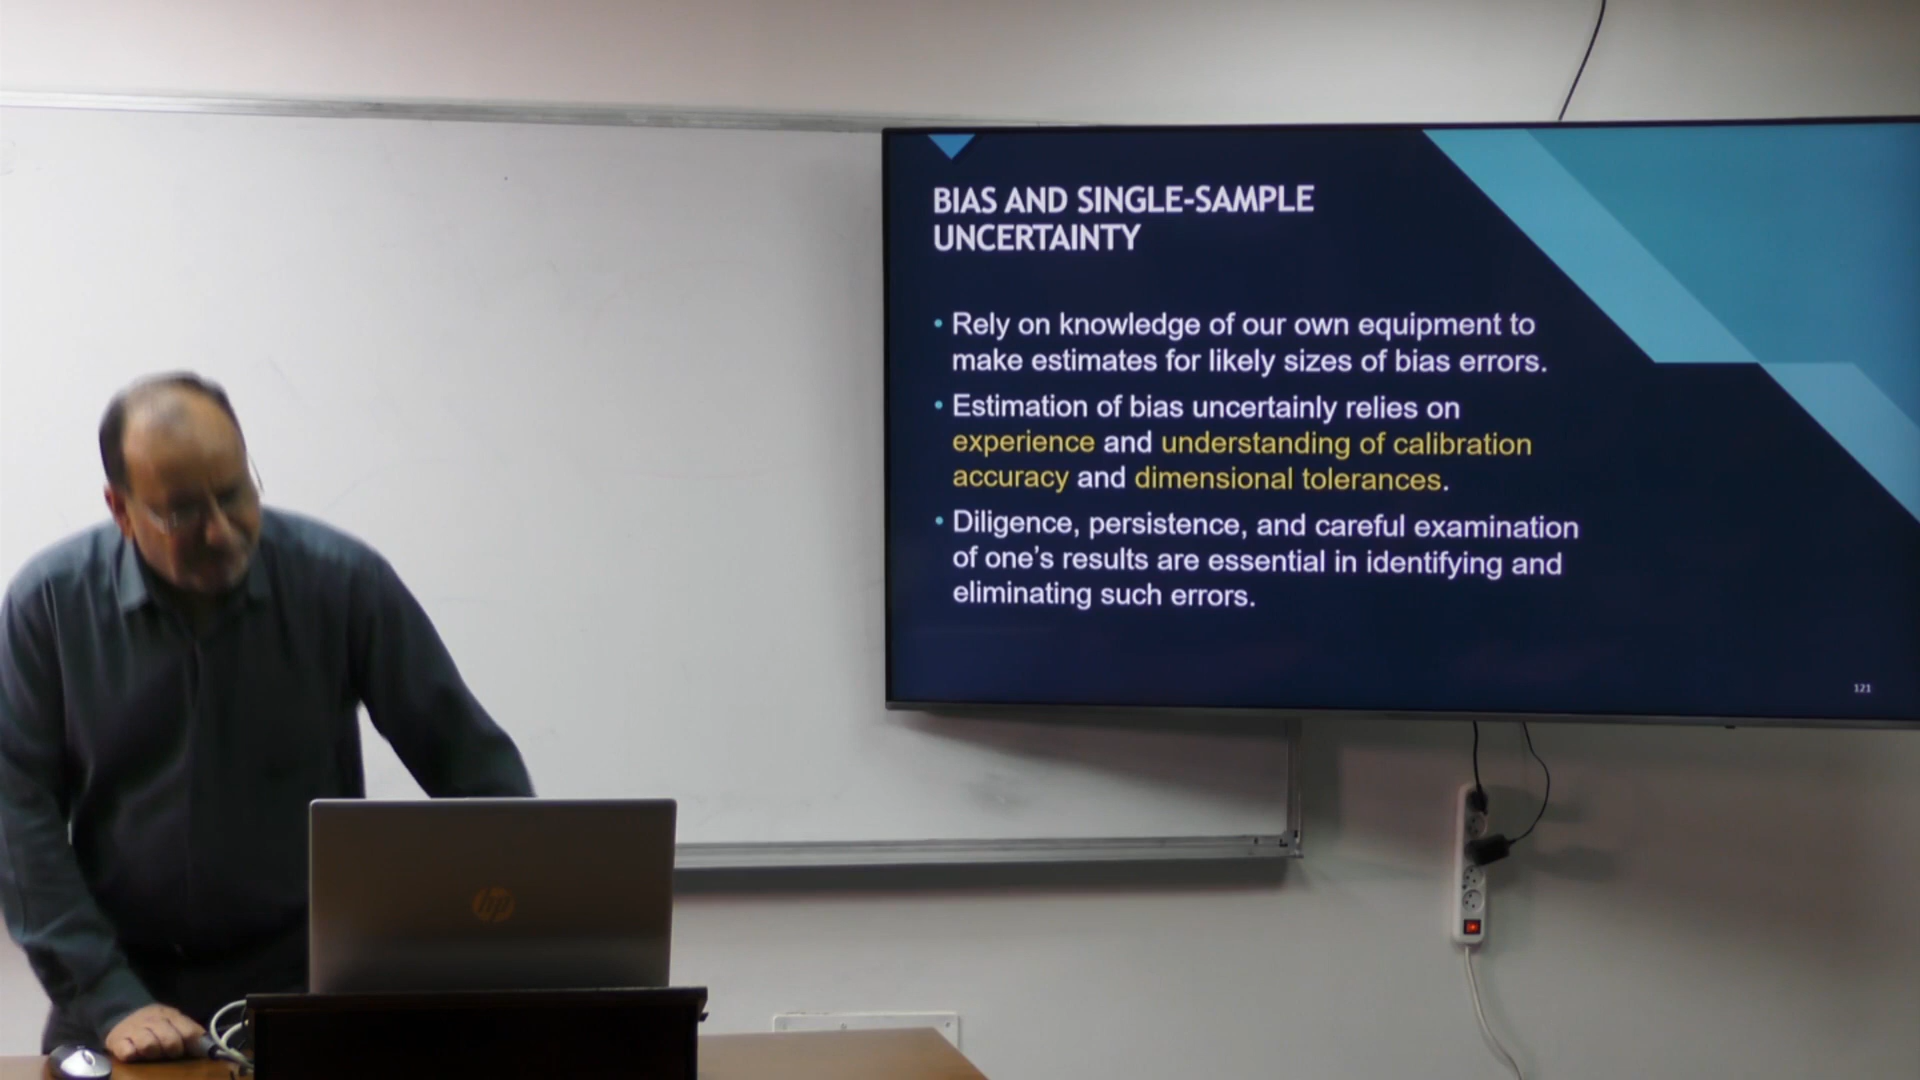 BIAS AND SINGLE-SAMPLE
UNCERTAINTY
• Rely on knowledge of our own equipment to
make estimates for likely sizes of bias errors.
• Estimation of bias uncertainly relies on
experience and understanding of calibration
accuracy and dimensional tolerances.
• Diligence, persistence, and careful examination
of one's results are essential in identifying and
eliminating such errors.
121
hp